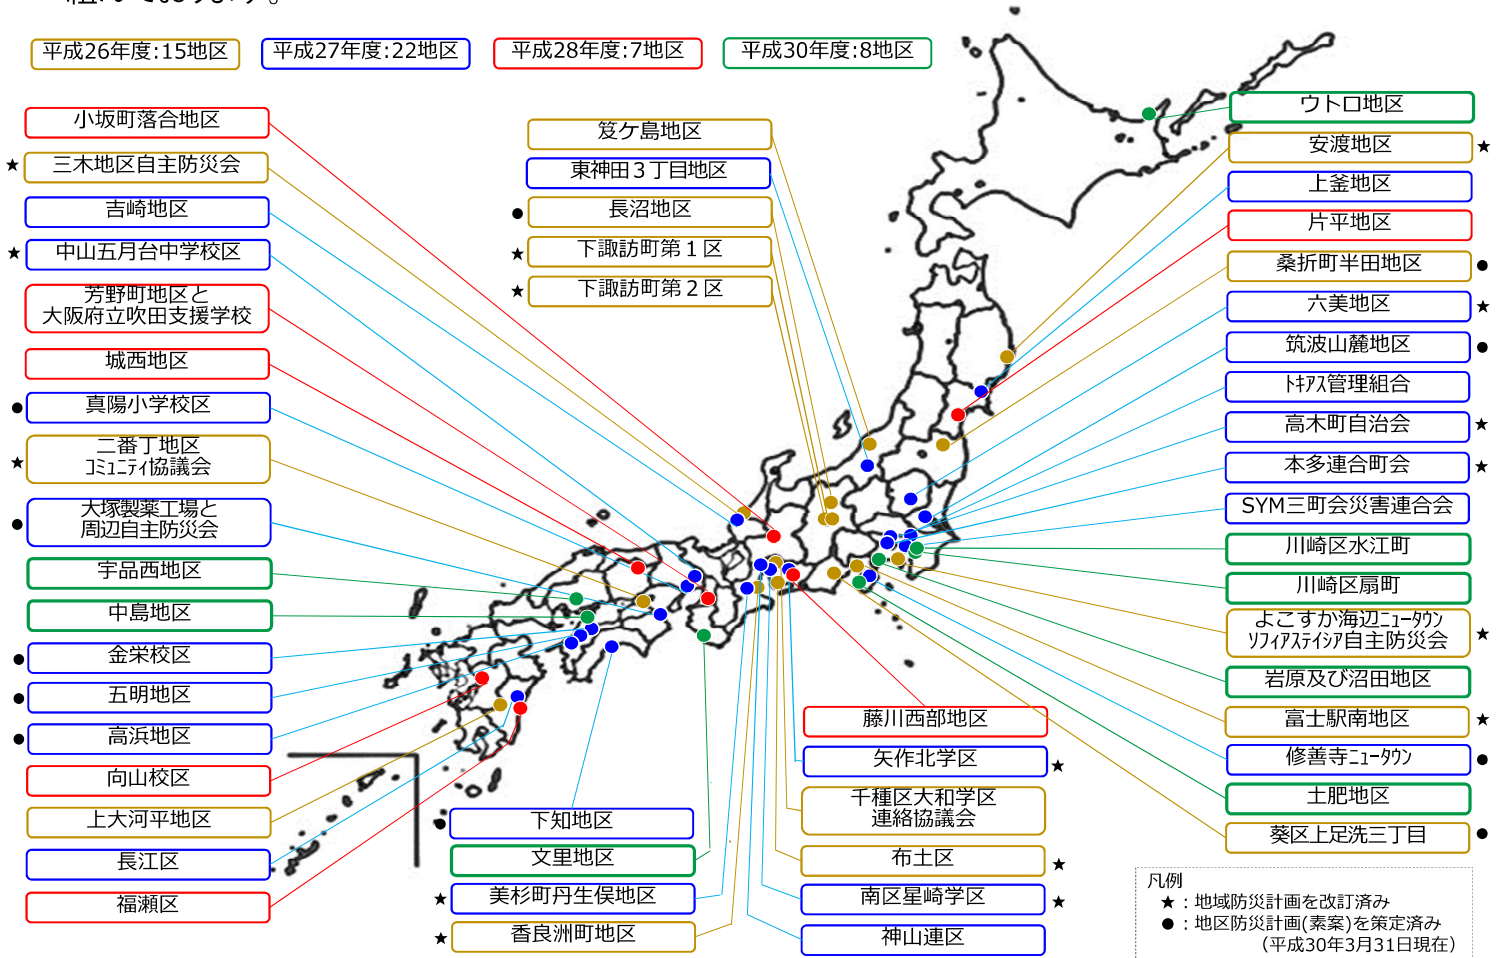 平成26年度:15地区
平成27年度:22地区
平成28年度:7地区
平成30年度:8地区
小坂町落合地区
★ 三木地区自主防災会
吉崎地区
★ 中山五月台中学校区
芳野町地区と
大阪府立吹田支援学校
城西地区
● 真陽小学校区
★ 二番丁地区
コミュニティ協議会
● 大塚製薬工場と
周辺自主防災会
宇品西地区
中島地区
● 金栄校区
● 五明地区
● 高浜地区
向山校区
上大河平地区
長江区
福瀬区
笈ケ島地区
東神田3丁目地区
● 長沼地区
★ 下諏訪町第1区
★ 下諏訪町第2区
● 下知地区
文里地区
★ 美杉町丹生俣地区
★ 香良洲町地区
藤川西部地区
矢作北学区 ★
千種区大和学区
連絡協議会
布土区 ★
南区星崎学区 ★
神山連区
ウトロ地区
安渡地区 ★
上釜地区
片平地区
桑折町半田地区 ●
六美地区 ★
筑波山麓地区 ●
トキアス管理組合
高木町自治会 ★
本多連合町会 ★
SYM三町会災害連合会
川崎区水江町
川崎区扇町
よこすか海辺ニュータウン
ソフィアステイシア自主防災会 ★
岩原及び沼田地区
富士駅南地区 ★
修善寺ニュータウン ●
土肥地区
葵区上足洗三丁目 ●
凡例
★:地域防災計画を改訂済み
●:地区防災計画(素案)を策定済み
(平成30年3月31日現在)